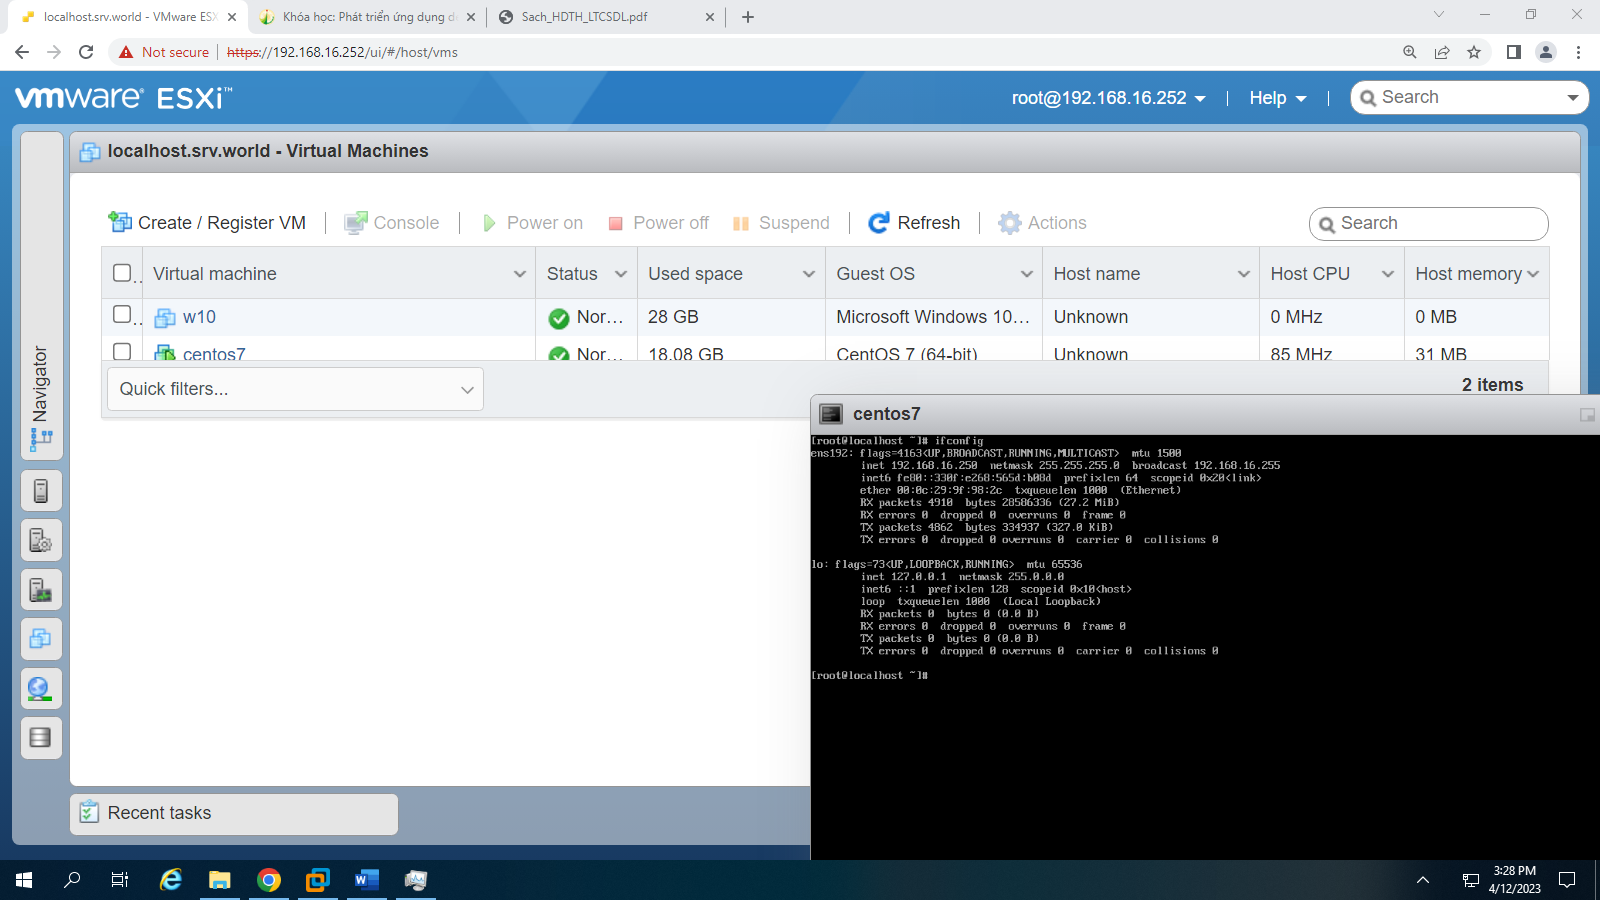 localhost.srv.world - VMware ESX
Khóa học: Phát triển ứng dụng d
Sach_HDTH_LTCSDL.pdf
Not secure
https://192.168.16.252/ui/#/host/vms
vmware ESXi™
root@192.168.16.252
Help
Search
localhost.srv.world - Virtual Machines
Create / Register VM
Console
Power on
Power off
Suspend
Refresh
Actions
Search
Virtual machine
Status
Used space
Guest OS
Host name
Host CPU
Host memory
w10
Nor...
28 GB
Microsoft Windows 10...
Unknown
0 MHz
0 MB
centos7
Nor...
18.08 GB
CentOS 7 (64-bit)
Unknown
85 MHz
31 MB
Quick filters...
2 items
Navigator
centos7
[root@localhost ~]# ifconfig
ens192: flags=4163<UP,BROADCAST,RUNNING,MULTICAST>  mtu 1500
inet 192.168.16.250  netmask 255.255.255.0  broadcast 192.168.16.255
inet6 fe80::330f:e268:565d:b08d  prefixlen 64  scopeid 0x20<link>
ether 00:0c:29:9f:98:2c  txqueuelen 1000  (Ethernet)
RX packets 4910  bytes 28586336 (27.2 MiB)
RX errors 0  dropped 0  overruns 0  frame 0
TX packets 4862  bytes 334937 (327.0 KiB)
TX errors 0  dropped 0 overruns 0  carrier 0  collisions 0
lo: flags=73<UP,LOOPBACK,RUNNING>  mtu 65536
inet 127.0.0.1  netmask 255.0.0.0
inet6 ::1  prefixlen 128  scopeid 0x10<host>
loop  txqueuelen 1000  (Local Loopback)
RX packets 0  bytes 0 (0.0 B)
RX errors 0  dropped 0  overruns 0  frame 0
TX packets 0  bytes 0 (0.0 B)
TX errors 0  dropped 0 overruns 0  carrier 0  collisions 0
[root@localhost ~]#
Recent tasks
3:28 PM
4/12/2023